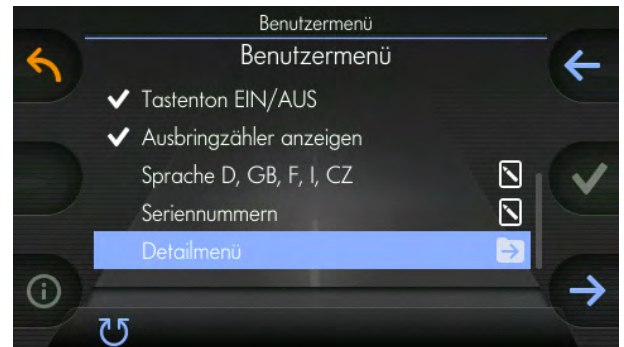 Benutzermenü
Benutzermenü
Tastenton EIN/AUS
Ausbringzähler anzeigen
Sprache D, GB, F, I, CZ
Seriennummern
Detailmenü